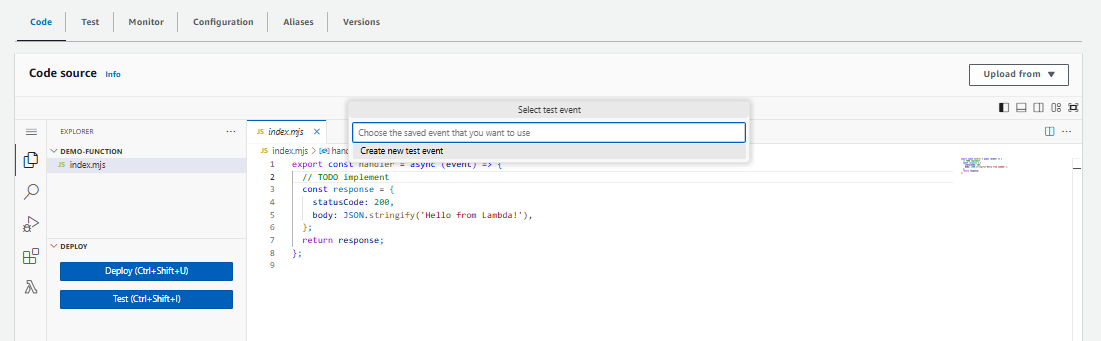 Code Test Monitor Configuration Aliases Versions
Code source Info
Upload from
Select test event
EXPLORER
JS index.mjs
Choose the saved event that you want to use
DEMO-FUNCTION
JS index.mjs > hand
Create new test event
JS index.mjs
1 export const handler = async (event) => {
2 // TODO implement
3 const response = {
4 statusCode: 200,
5 body: JSON.stringify('Hello from Lambda!'),
6 };
7 return response;
8 };
9
DEPLOY
Deploy (Ctrl+Shift+U)
Test (Ctrl+Shift+I)